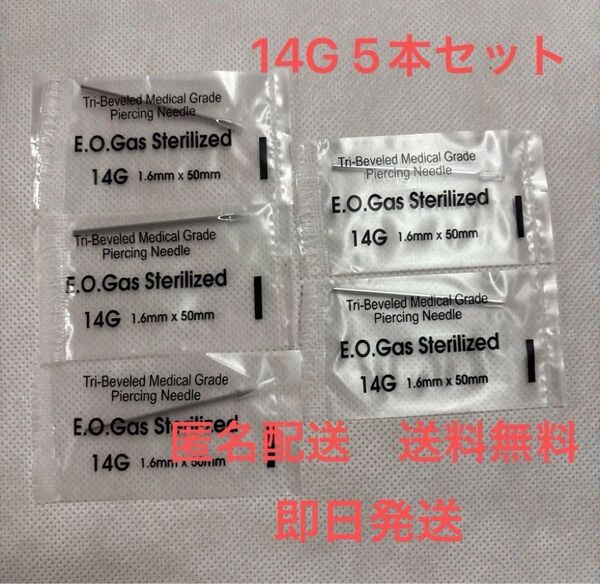 14G 5本セット
Tri-Beveled Medical Grade
Piercing Needle
E.O.Gas Sterilized
14G 1.6mm x 50mm
Tri-Beveled Medical Grade
Piercing Needle
E.O.Gas Sterilized
14G 1.6mm x 50mm
Tri-Beveled Medical Grade
Piercing Needle
E.O.Gas Sterilized
14G 1.6mm x 50mm
Tri-Beveled Medical Grade
Piercing Needle
E.O.Gas Sterilized
14G 1.6mm x 50mm
Tri-Beveled Medical Grade
Piercing Needle
E.O.Gas Sterilized
14G 1.6mm x 50mm
匿名配送 送料無料
即日発送